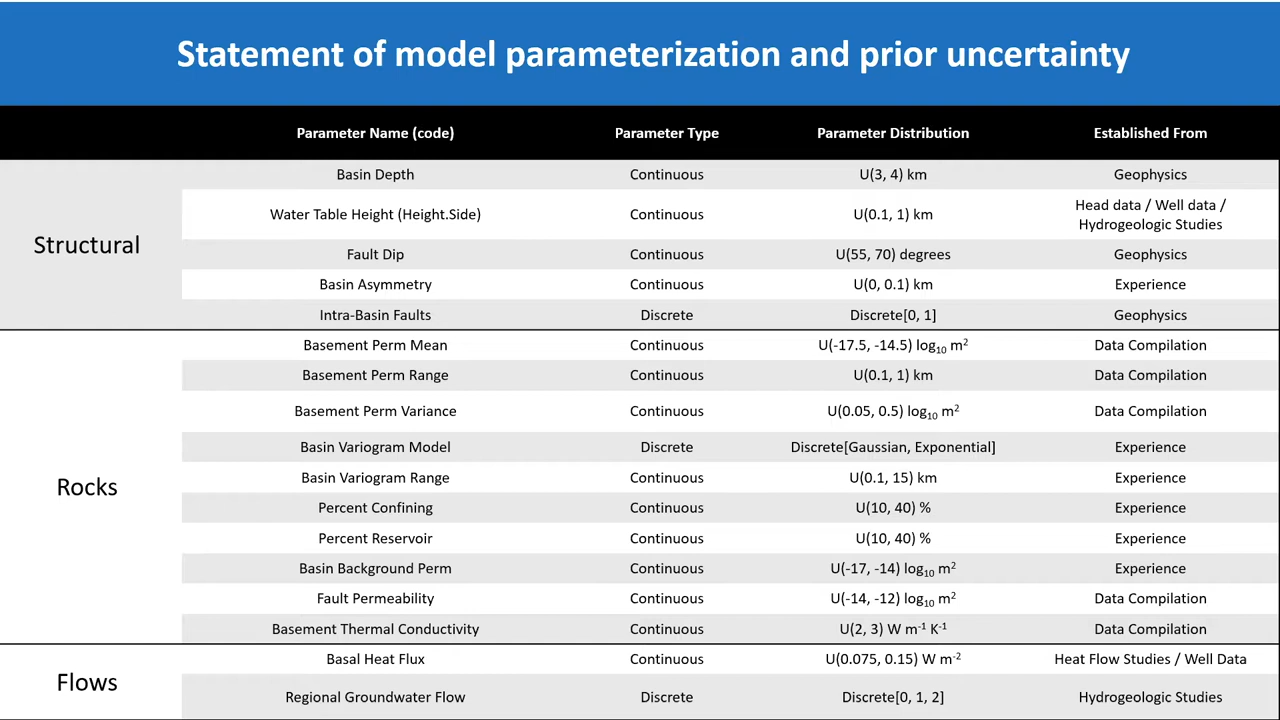 Statement of model parameterization and prior uncertainty
Parameter Name (code) Parameter Type Parameter Distribution Established From
Structural
Basin Depth Continuous U(3, 4) km Geophysics
Water Table Height (Height.Side) Continuous U(0.1, 1) km Head data / Well data /
Hydrogeologic Studies
Fault Dip Continuous U(55, 70) degrees Geophysics
Basin Asymmetry Continuous U(0, 0.1) km Experience
Intra-Basin Faults Discrete Discrete[0, 1] Geophysics
Rocks
Basement Perm Mean Continuous U(-17.5, -14.5) log₁₀ m² Data Compilation
Basement Perm Range Continuous U(0.1, 1) km Data Compilation
Basement Perm Variance Continuous U(0.05, 0.5) log₁₀ m² Data Compilation
Basin Variogram Model Discrete Discrete[Gaussian, Exponential] Experience
Basin Variogram Range Continuous U(0.1, 15) km Experience
Percent Confining Continuous U(10, 40) % Experience
Percent Reservoir Continuous U(10, 40) % Experience
Basin Background Perm Continuous U(-17, -14) log₁₀ m² Experience
Fault Permeability Continuous U(-14, -12) log₁₀ m² Data Compilation
Basement Thermal Conductivity Continuous U(2, 3) W m⁻¹ K⁻¹ Data Compilation
Flows
Basal Heat Flux Continuous U(0.075, 0.15) W m⁻² Heat Flow Studies / Well Data
Regional Groundwater Flow Discrete Discrete[0, 1, 2] Hydrogeologic Studies